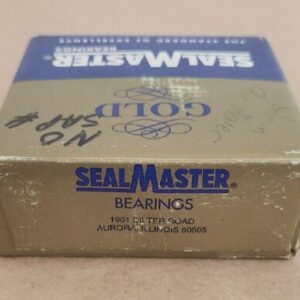 SEALMASTER®
BEARINGS
THE STANDARD OF EXCELLENCE
GOLD
NO
SAP #
SEALMASTER®
BEARINGS
1901 BILTER ROAD
AURORA, ILLINOIS 60505